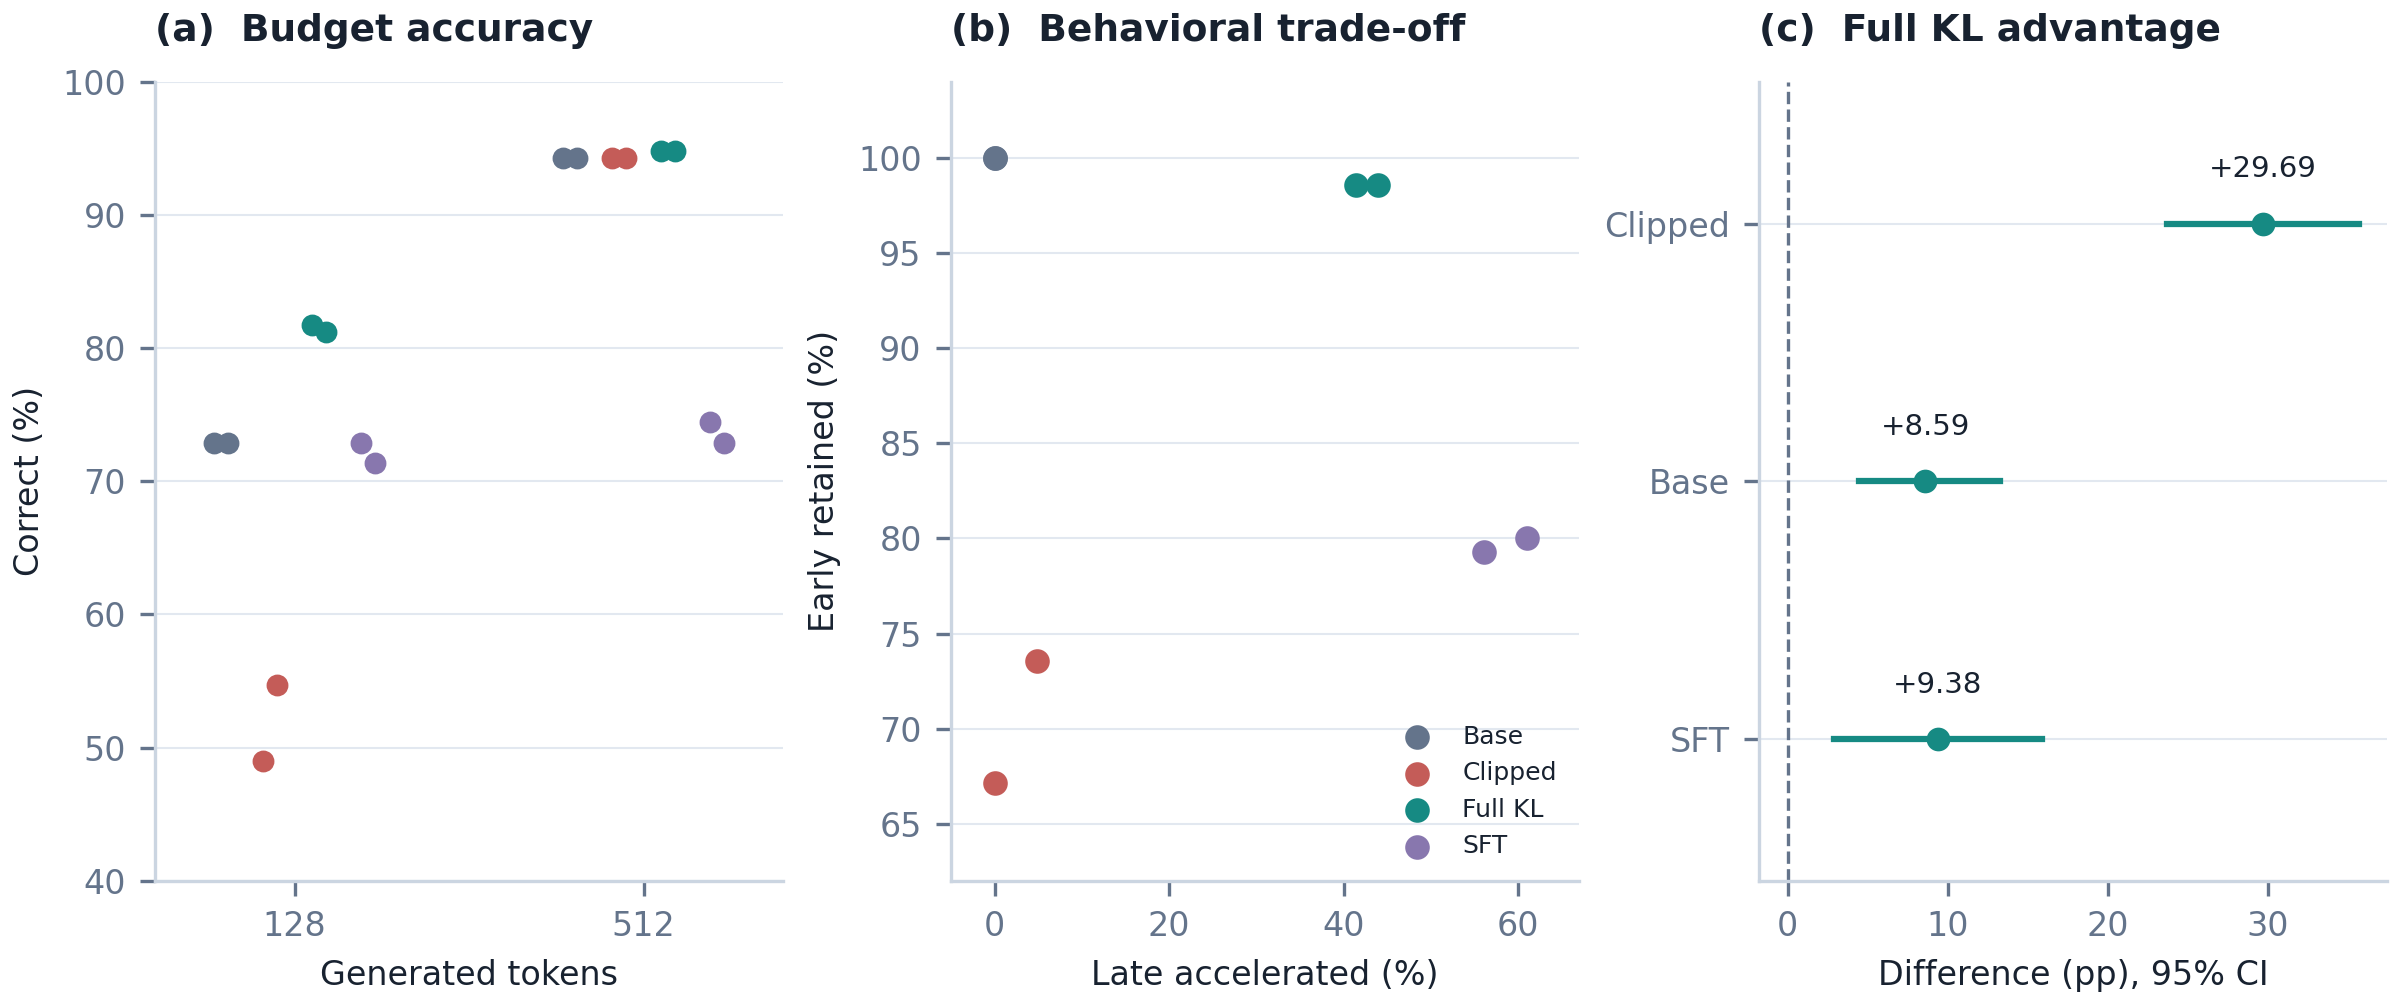 (a) Budget accuracy
100
90
80
70
60
50
40
Correct (%)
128
512
Generated tokens
(b) Behavioral trade-off
100
95
90
85
80
75
70
65
Early retained (%)
0
20
40
60
Late accelerated (%)
Base
Clipped
Full KL
SFT
(c) Full KL advantage
Clipped
Base
SFT
+29.69
+8.59
+9.38
0
10
20
30
Difference (pp), 95% CI